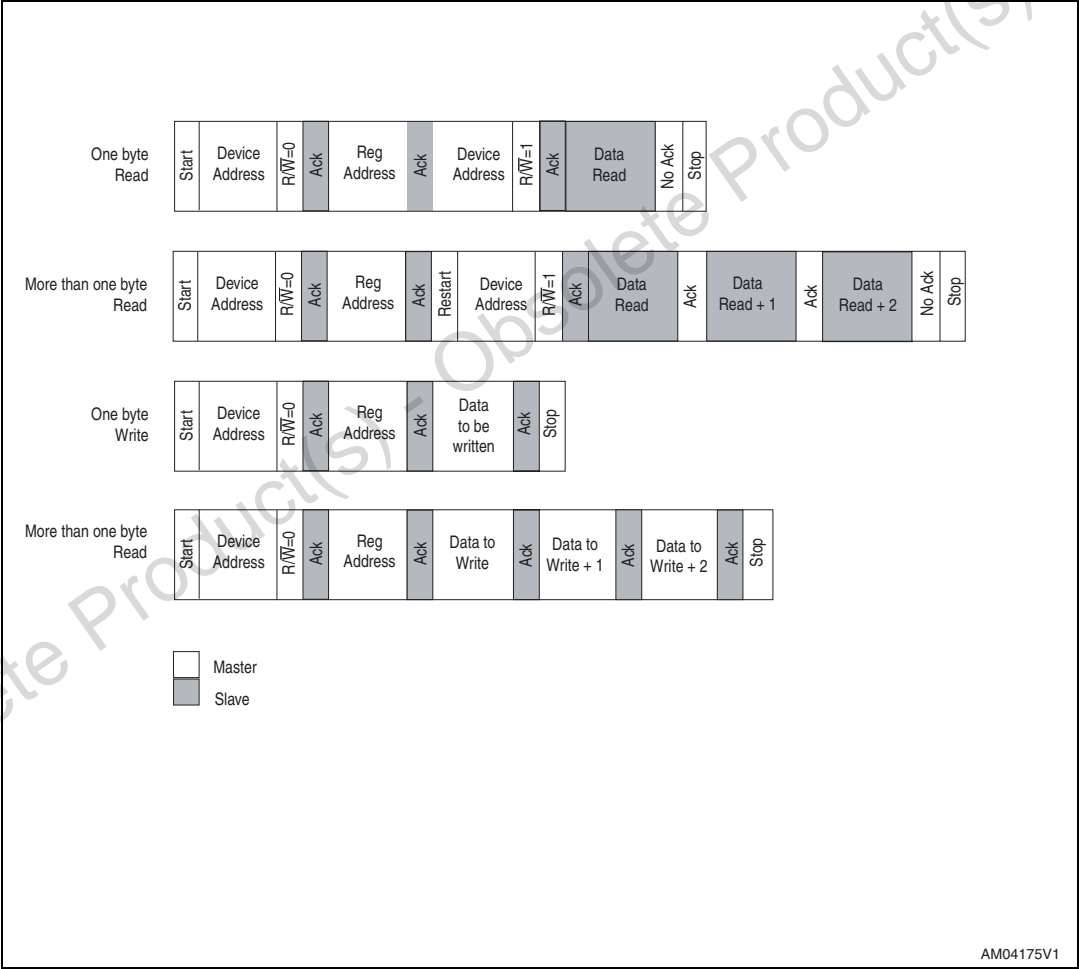 One byte
Read
Start
Device
Address
R/W̅=0
Ack
Reg
Address
Ack
Device
Address
R/W̅=1
Ack
Data
Read
No Ack
Stop
More than one byte
Read
Start
Device
Address
R/W̅=0
Ack
Reg
Address
Ack
Restart
Device
Address
R/W̅=1
Ack
Data
Read
Ack
Data
Read + 1
Ack
Data
Read + 2
No Ack
Stop
One byte
Write
Start
Device
Address
R/W̅=0
Ack
Reg
Address
Ack
Data
to be
written
Ack
Stop
More than one byte
Read
Start
Device
Address
R/W̅=0
Ack
Reg
Address
Ack
Data to
Write
Ack
Data to
Write + 1
Ack
Data to
Write + 2
Ack
Stop
Master
Slave
ete Product(s) - Obsolete Product(s)
AM04175V1